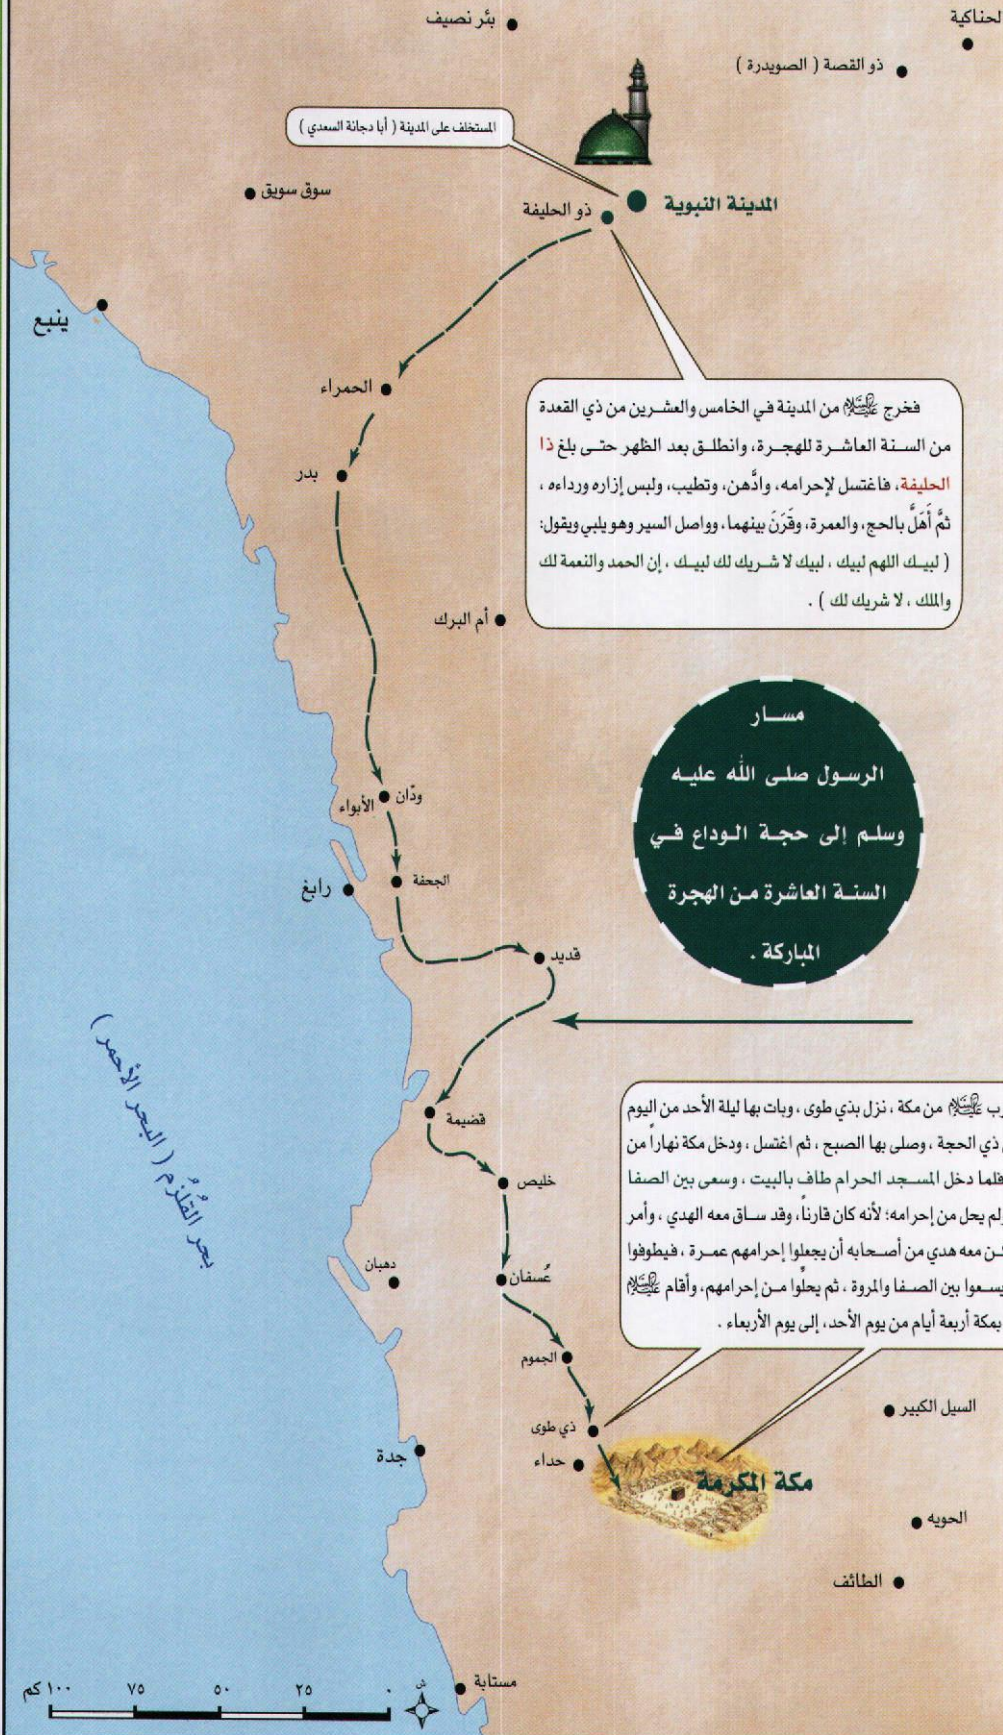 بئر نصيف
الحناكية
ذو القصة ( الصويدرة )
المستخلف على المدينة ( أبا دجانة السعدي )
سوق سويق
المدينة النبوية
ذو الحليفة
ينبع
الحمراء
فخرج ﷺ من المدينة في الخامس والعشرين من ذي القعدة
من السنة العاشرة للهجرة، وانطلق بعد الظهر حتى بلغ ذا
الحليفة، فاغتسل لإحرامه، وادَّهن، وتطيب، ولبس إزاره ورداءه ،
ثمَّ أَهَلَّ بالحج، والعمرة، وقَرَنَ بينهما، وواصل السير وهو يلبي ويقول:
( لبيك اللهم لبيك ، لبيك لا شريك لك لبيك ، إن الحمد والنعمة لك
والملك ، لا شريك لك ) .
بدر
أم البرك
مسار
الرسول صلى الله عليه
وسلم إلى حجة الوداع في
السنة العاشرة من الهجرة
المباركة .
ودّان
الأبواء
الجحفة
رابغ
قديد
بحر القُلزُم ( البحر الأحمر )
قضيمة
من مكة ، نزل بذي طوى ، وبات بها ليلة الأحد من اليوم
ذي الحجة ، وصلى بها الصبح ، ثم اغتسل ، ودخل مكة نهاراً من
فلما دخل المسجد الحرام طاف بالبيت ، وسعى بين الصفا
ولم يحل من إحرامه؛ لأنه كان قارناً، وقد ساق معه الهدي ، وأمر
معه هدي من أصحابه أن يجعلوا إحرامهم عمرة ، فيطوفوا
يسعوا بين الصفا والمروة ، ثم يحلُّوا من إحرامهم، وأقام ﷺ
بمكة أربعة أيام من يوم الأحد، إلى يوم الأربعاء .
خليص
دهبان
عُسفان
الجموم
السيل الكبير
ذي طوى
جدة
حداء
مكة المكرمة
الحويه
الطائف
مستابة
ش
٠ ٢٥ ٥٠ ٧٥ ١٠٠ كم